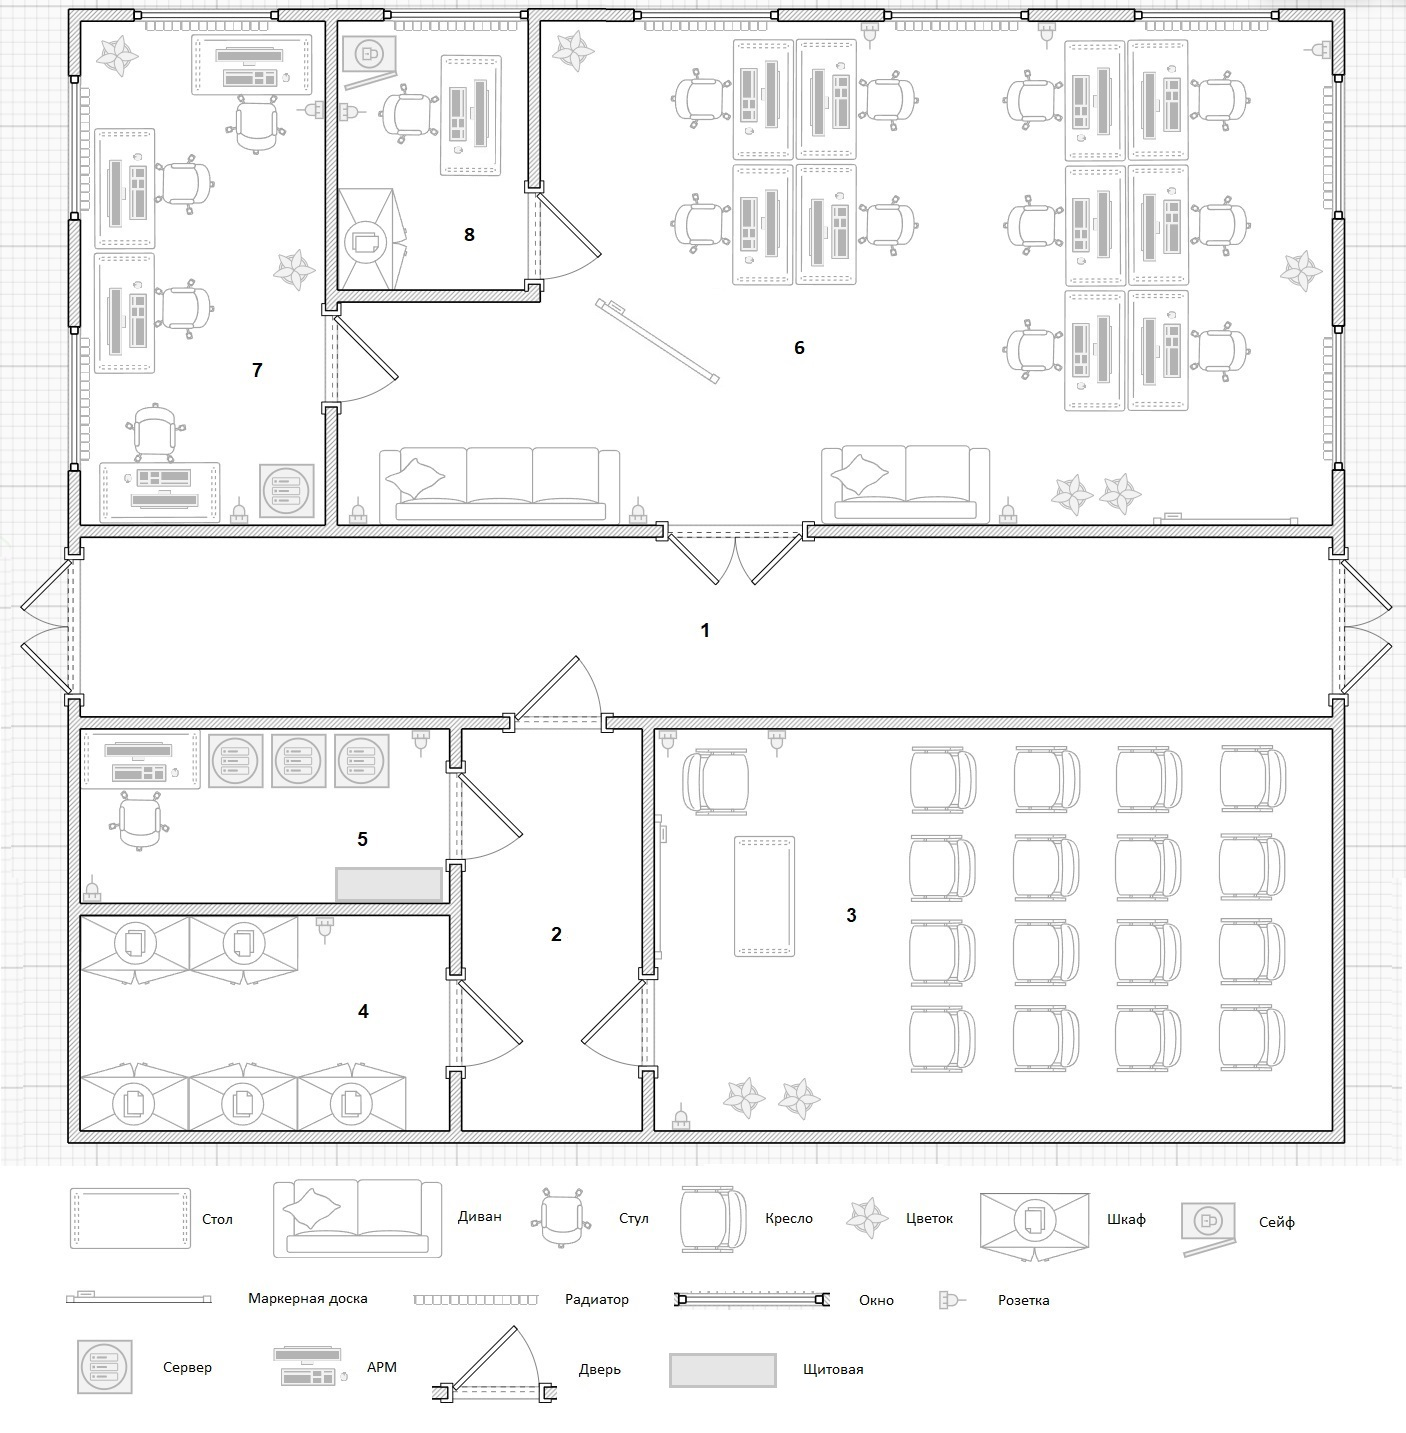 8
6
7
1
5
3
2
4
Стол
Диван
Стул
Кресло
Цветок
Шкаф
Сейф
Маркерная доска
Радиатор
Окно
Розетка
Сервер
АРМ
Дверь
Щитовая